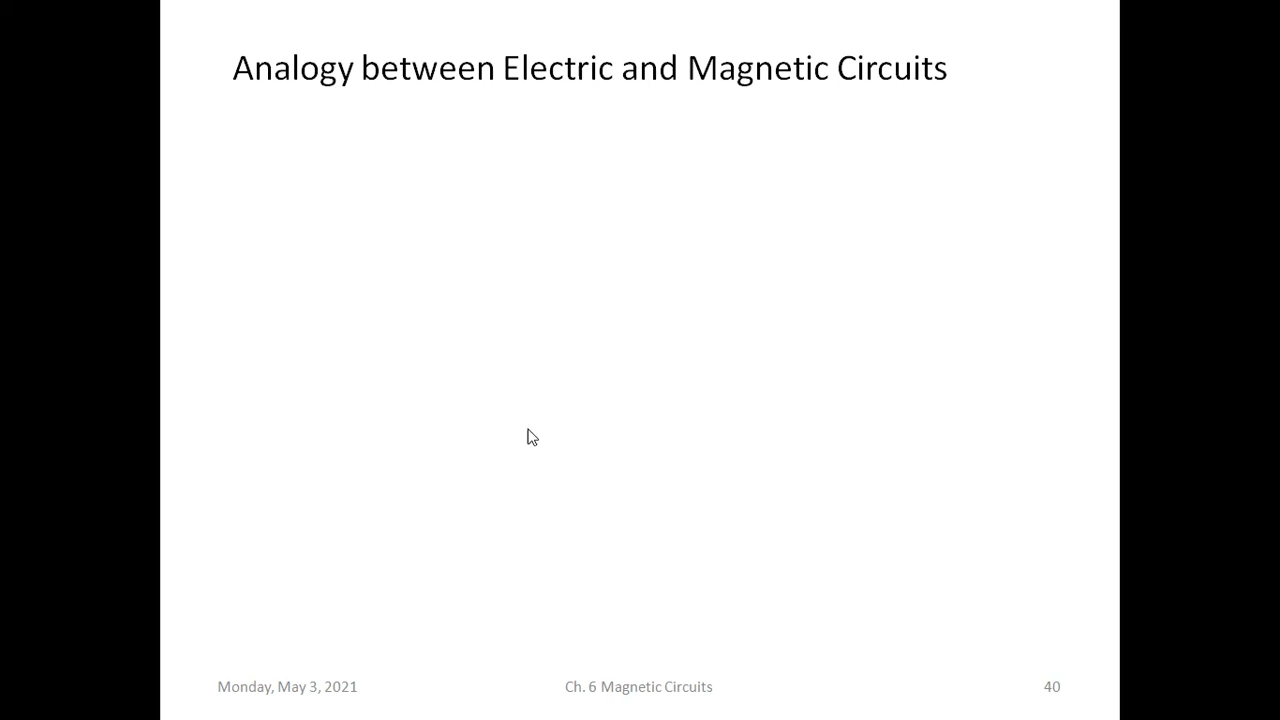 Analogy between Electric and Magnetic Circuits
Monday, May 3, 2021
Ch. 6 Magnetic Circuits
40